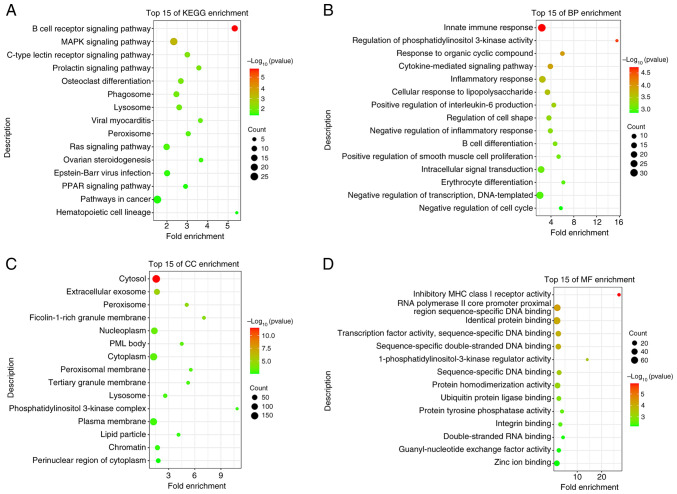 A
Top 15 of KEGG enrichment
Description
B cell receptor signaling pathway
MAPK signaling pathway
C-type lectin receptor signaling pathway
Prolactin signaling pathway
Osteoclast differentiation
Phagosome
Lysosome
Viral myocarditis
Peroxisome
Ras signaling pathway
Ovarian steroidogenesis
Epstein-Barr virus infection
PPAR signaling pathway
Pathways in cancer
Hematopoietic cell lineage
2 3 4 5
Fold enrichment
–Log10 (pvalue)
5
4
3
2
Count
5
10
15
20
25
B
Top 15 of BP enrichment
Description
Innate immune response
Regulation of phosphatidylinositol 3-kinase activity
Response to organic cyclic compound
Cytokine-mediated signaling pathway
Inflammatory response
Cellular response to lipopolysaccharide
Positive regulation of interleukin-6 production
Regulation of cell shape
Negative regulation of inflammatory response
B cell differentiation
Positive regulation of smooth muscle cell proliferation
Intracellular signal transduction
Erythrocyte differentiation
Negative regulation of transcription, DNA-templated
Negative regulation of cell cycle
4 8 12 16
Fold enrichment
–Log10 (pvalue)
4.5
4.0
3.5
3.0
Count
10
15
20
25
30
C
Top 15 of CC enrichment
Description
Cytosol
Extracellular exosome
Peroxisome
Ficolin-1-rich granule membrane
Nucleoplasm
PML body
Cytoplasm
Peroxisomal membrane
Tertiary granule membrane
Lysosome
Phosphatidylinositol 3-kinase complex
Plasma membrane
Lipid particle
Chromatin
Perinuclear region of cytoplasm
3 6 9
Fold enrichment
–Log10 (pvalue)
10.0
7.5
5.0
Count
50
100
150
D
Top 15 of MF enrichment
Description
Inhibitory MHC class I receptor activity
RNA polymerase II core promoter proximal
region sequence-specific DNA binding
Identical protein binding
Transcription factor activity, sequence-specific DNA binding
Sequence-specific double-stranded DNA binding
1-phosphatidylinositol-3-kinase regulator activity
Sequence-specific DNA binding
Protein homodimerization activity
Ubiquitin protein ligase binding
Protein tyrosine phosphatase activity
Integrin binding
Double-stranded RNA binding
Guanyl-nucleotide exchange factor activity
Zinc ion binding
10 20
Fold enrichment
Count
20
40
60
–Log10 (pvalue)
5
4
3